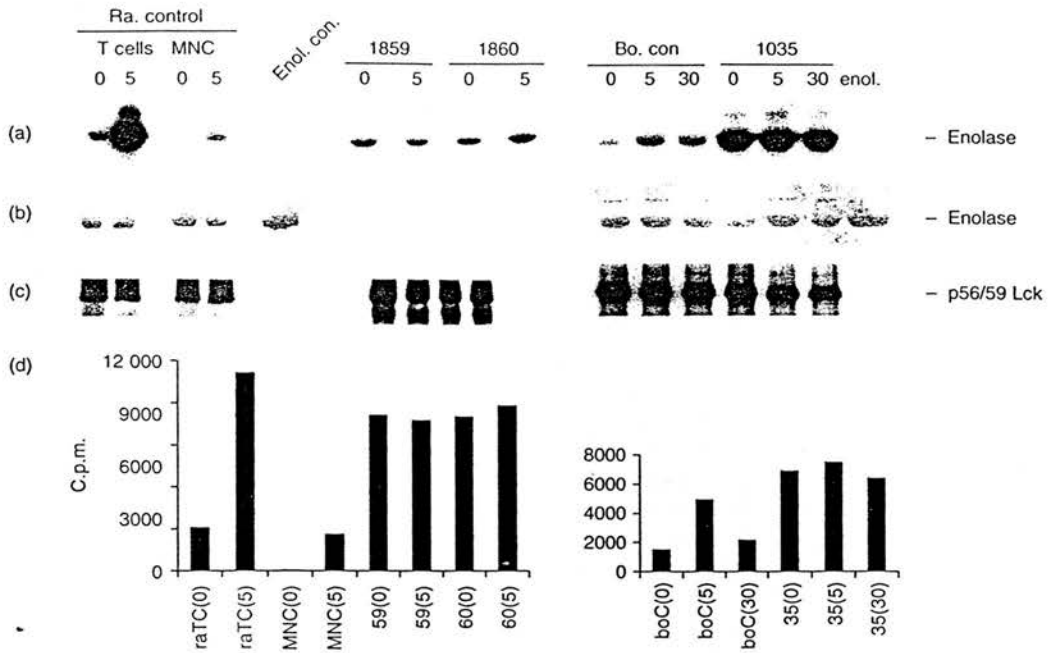 Ra. control
T cells MNC Enol. con. 1859 1860 Bo. con 1035
0 5 0 5 0 5 0 5 0 5 30 0 5 30 enol.
(a) – Enolase
(b) – Enolase
(c) – p56/59 Lck
(d)
12 000
9000
6000
3000
0
C.p.m.
raTC(0) raTC(5) MNC(0) MNC(5) 59(0) 59(5) 60(0) 60(5)
8000
6000
4000
2000
0
boC(0) boC(5) boC(30) 35(0) 35(5) 35(30)